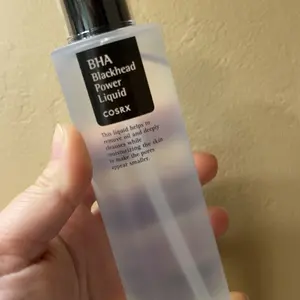 BHA
Blackhead
Power
Liquid
COSRX
This liquid helps to
remove oil and deeply
cleanses while
moisturizing the skin
to make the pores
appear smaller.